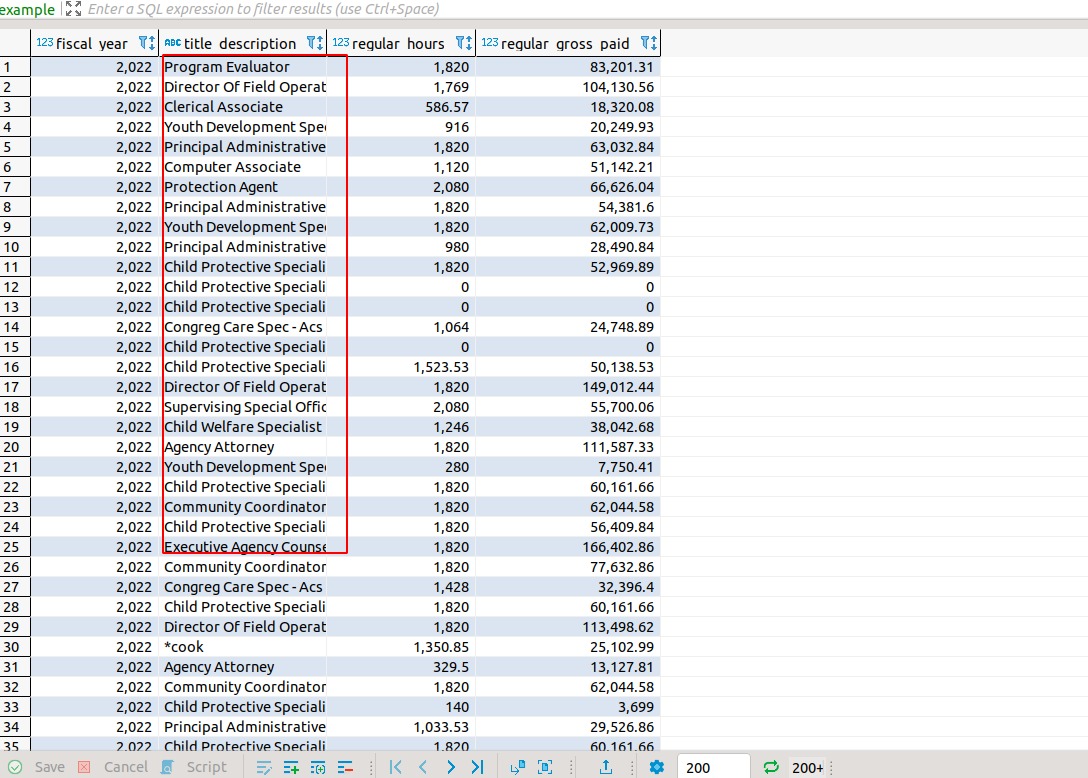 example Enter a SQL expression to filter results (use Ctrl+Space)
123 fiscal_year ABC title_description 123 regular_hours 123 regular_gross_paid
1 2,022 Program Evaluator 1,820 83,201.31
2 2,022 Director Of Field Operat 1,769 104,130.56
3 2,022 Clerical Associate 586.57 18,320.08
4 2,022 Youth Development Spec 916 20,249.93
5 2,022 Principal Administrative 1,820 63,032.84
6 2,022 Computer Associate 1,120 51,142.21
7 2,022 Protection Agent 2,080 66,626.04
8 2,022 Principal Administrative 1,820 54,381.6
9 2,022 Youth Development Spec 1,820 62,009.73
10 2,022 Principal Administrative 980 28,490.84
11 2,022 Child Protective Speciali 1,820 52,969.89
12 2,022 Child Protective Speciali 0 0
13 2,022 Child Protective Speciali 0 0
14 2,022 Congreg Care Spec - Acs 1,064 24,748.89
15 2,022 Child Protective Speciali 0 0
16 2,022 Child Protective Speciali 1,523.53 50,138.53
17 2,022 Director Of Field Operat 1,820 149,012.44
18 2,022 Supervising Special Offic 2,080 55,700.06
19 2,022 Child Welfare Specialist 1,246 38,042.68
20 2,022 Agency Attorney 1,820 111,587.33
21 2,022 Youth Development Spec 280 7,750.41
22 2,022 Child Protective Speciali 1,820 60,161.66
23 2,022 Community Coordinator 1,820 62,044.58
24 2,022 Child Protective Speciali 1,820 56,409.84
25 2,022 Executive Agency Counse 1,820 166,402.86
26 2,022 Community Coordinator 1,820 77,632.86
27 2,022 Congreg Care Spec - Acs 1,428 32,396.4
28 2,022 Child Protective Speciali 1,820 60,161.66
29 2,022 Director Of Field Operat 1,820 113,498.62
30 2,022 *cook 1,350.85 25,102.99
31 2,022 Agency Attorney 329.5 13,127.81
32 2,022 Community Coordinator 1,820 62,044.58
33 2,022 Child Protective Speciali 140 3,699
34 2,022 Principal Administrative 1,033.53 29,526.86
35 2,022 Child Protective Speciali 1,820 60,161.66
Save Cancel Script 200 200+